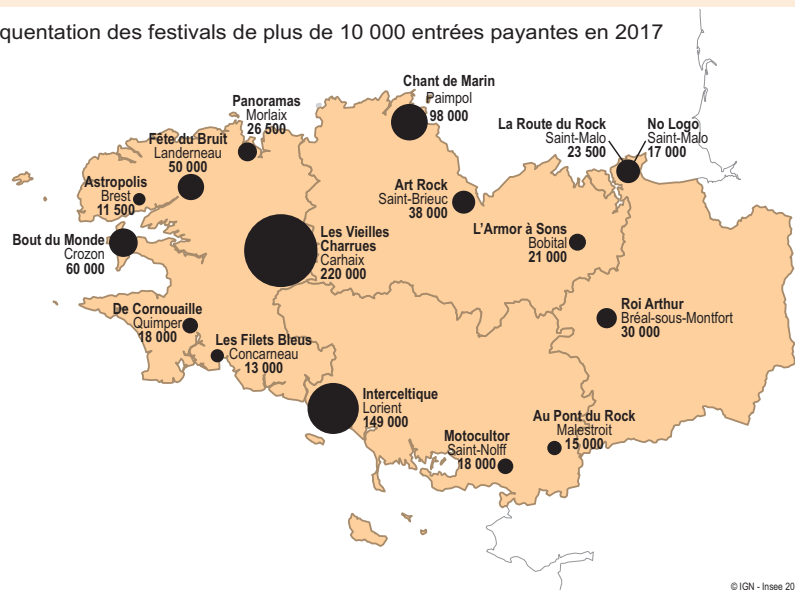 quentation des festivals de plus de 10 000 entrées payantes en 2017
Chant de Marin
Paimpol
98 000
Panoramas
Morlaix
26 500
La Route du Rock
Saint-Malo
23 500
No Logo
Saint-Malo
17 000
Fête du Bruit
Landerneau
50 000
Astropolis
Brest
11 500
Art Rock
Saint-Brieuc
38 000
Bout du Monde
Crozon
60 000
Les Vieilles
Charrues
Carhaix
220 000
L'Armor à Sons
Bobital
21 000
De Cornouaille
Quimper
18 000
Roi Arthur
Bréal-sous-Montfort
30 000
Les Filets Bleus
Concarneau
13 000
Interceltique
Lorient
149 000
Au Pont du Rock
Malestroit
15 000
Motocultor
Saint-Nolff
18 000
© IGN - Insee 20